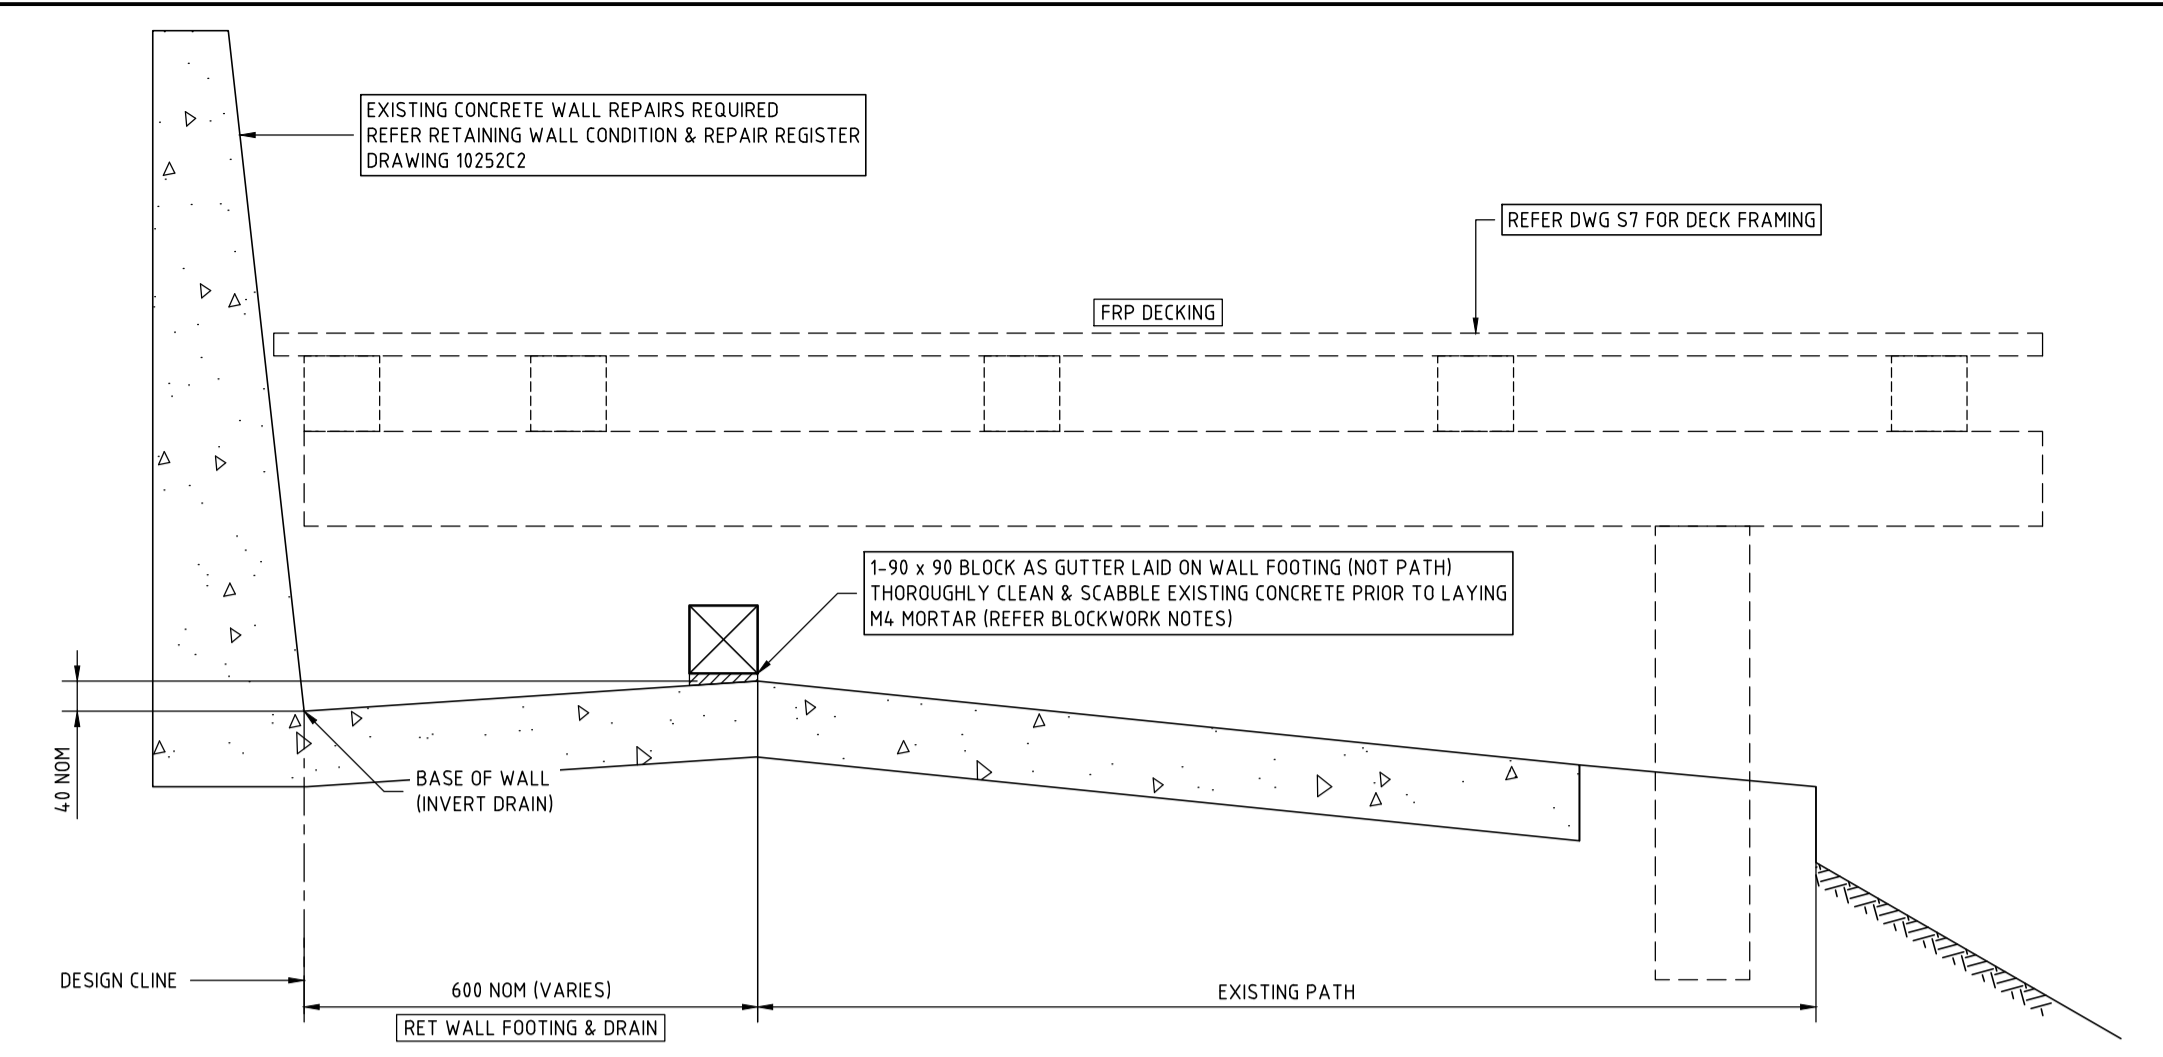 EXISTING CONCRETE WALL REPAIRS REQUIRED
REFER RETAINING WALL CONDITION & REPAIR REGISTER
DRAWING 10252C2
REFER DWG S7 FOR DECK FRAMING
FRP DECKING
1-90 x 90 BLOCK AS GUTTER LAID ON WALL FOOTING (NOT PATH)
THOROUGHLY CLEAN & SCABBLE EXISTING CONCRETE PRIOR TO LAYING
M4 MORTAR (REFER BLOCKWORK NOTES)
40 NOM
BASE OF WALL
(INVERT DRAIN)
DESIGN CLINE
600 NOM (VARIES)
EXISTING PATH
RET WALL FOOTING & DRAIN